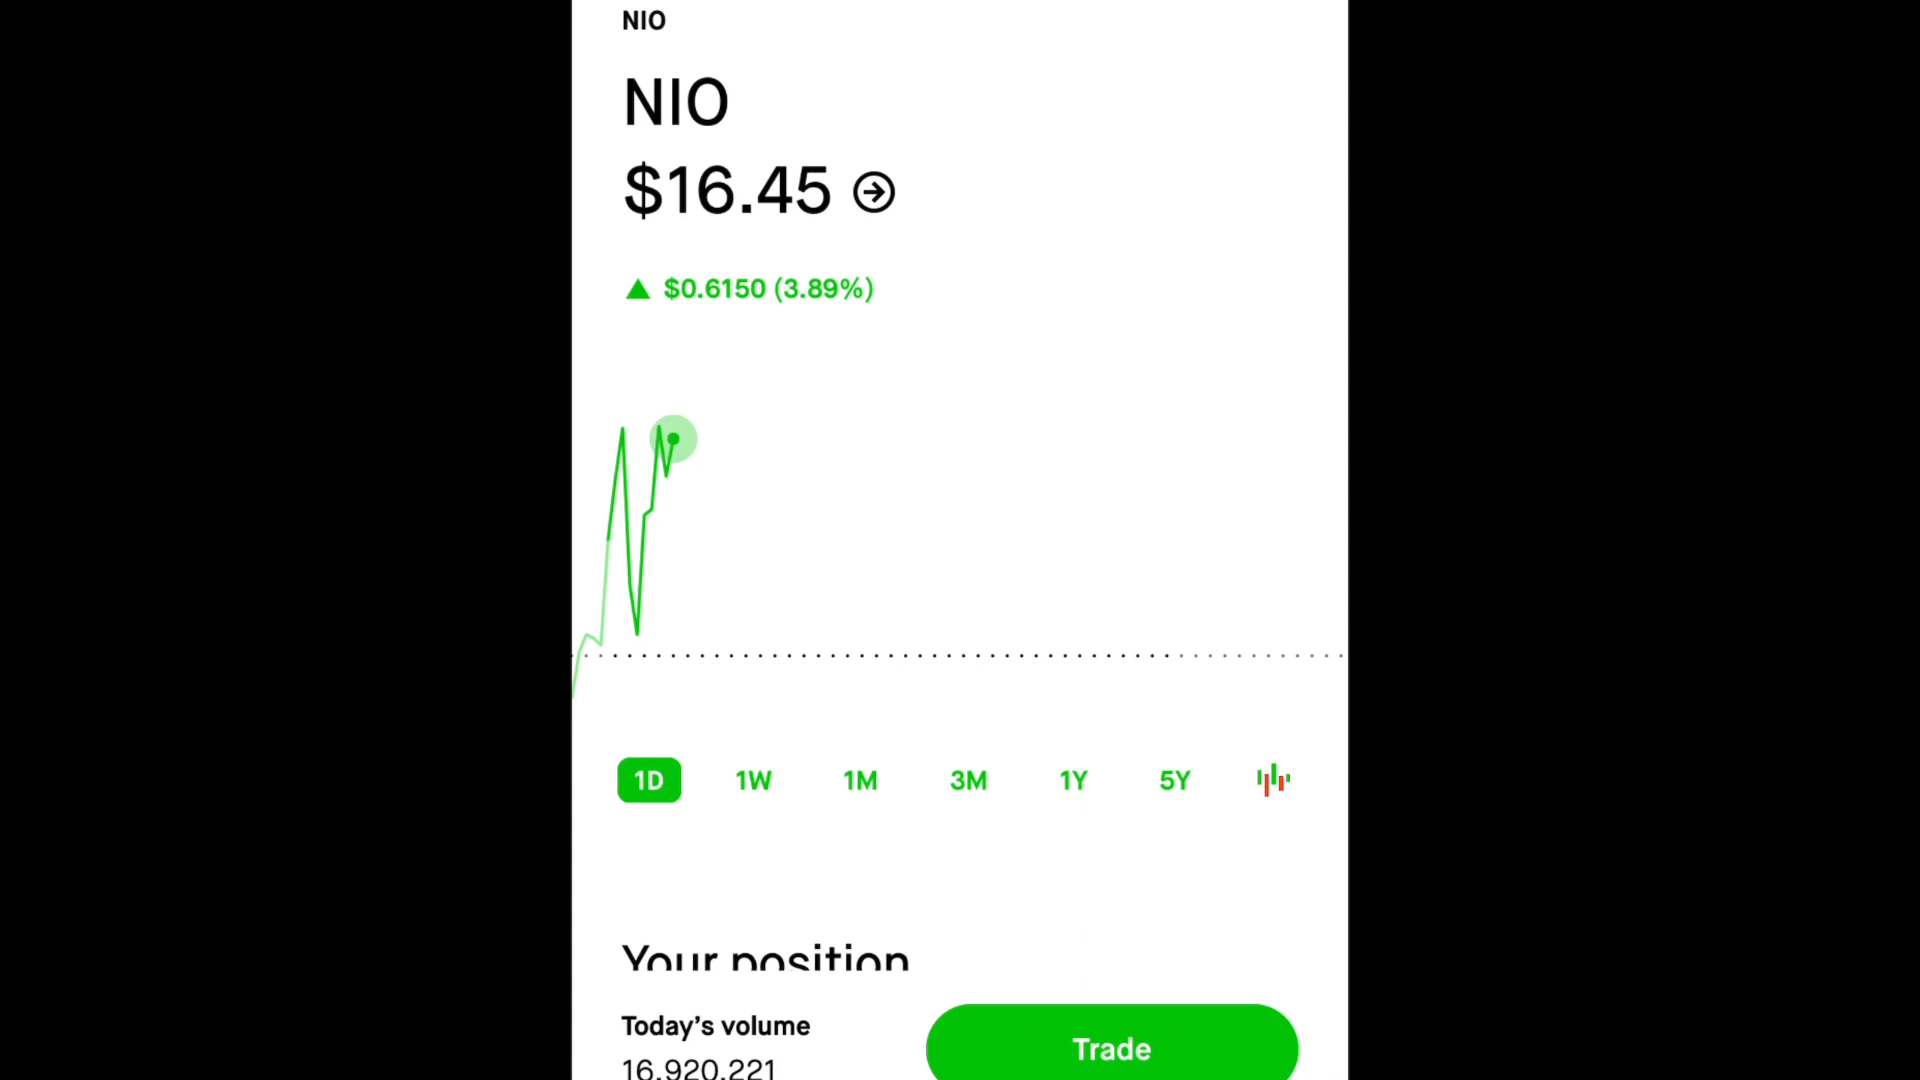 NIO
NIO
$16.45
$0.6150 (3.89%)
1D 1W 1M 3M 1Y 5Y
Your position
Today's volume
16,920,221
Trade